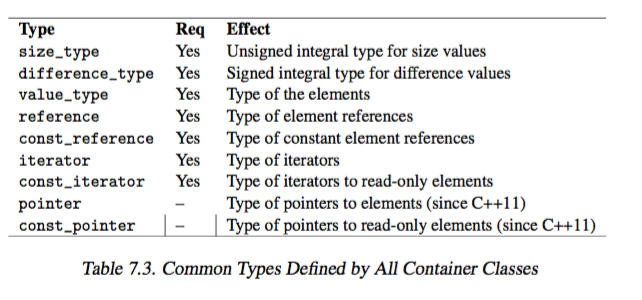 Type Req Effect
size_type Yes Unsigned integral type for size values
difference_type Yes Signed integral type for difference values
value_type Yes Type of the elements
reference Yes Type of element references
const_reference Yes Type of constant element references
iterator Yes Type of iterators
const_iterator Yes Type of iterators to read-only elements
pointer – Type of pointers to elements (since C++11)
const_pointer – Type of pointers to read-only elements (since C++11)
Table 7.3. Common Types Defined by All Container Classes